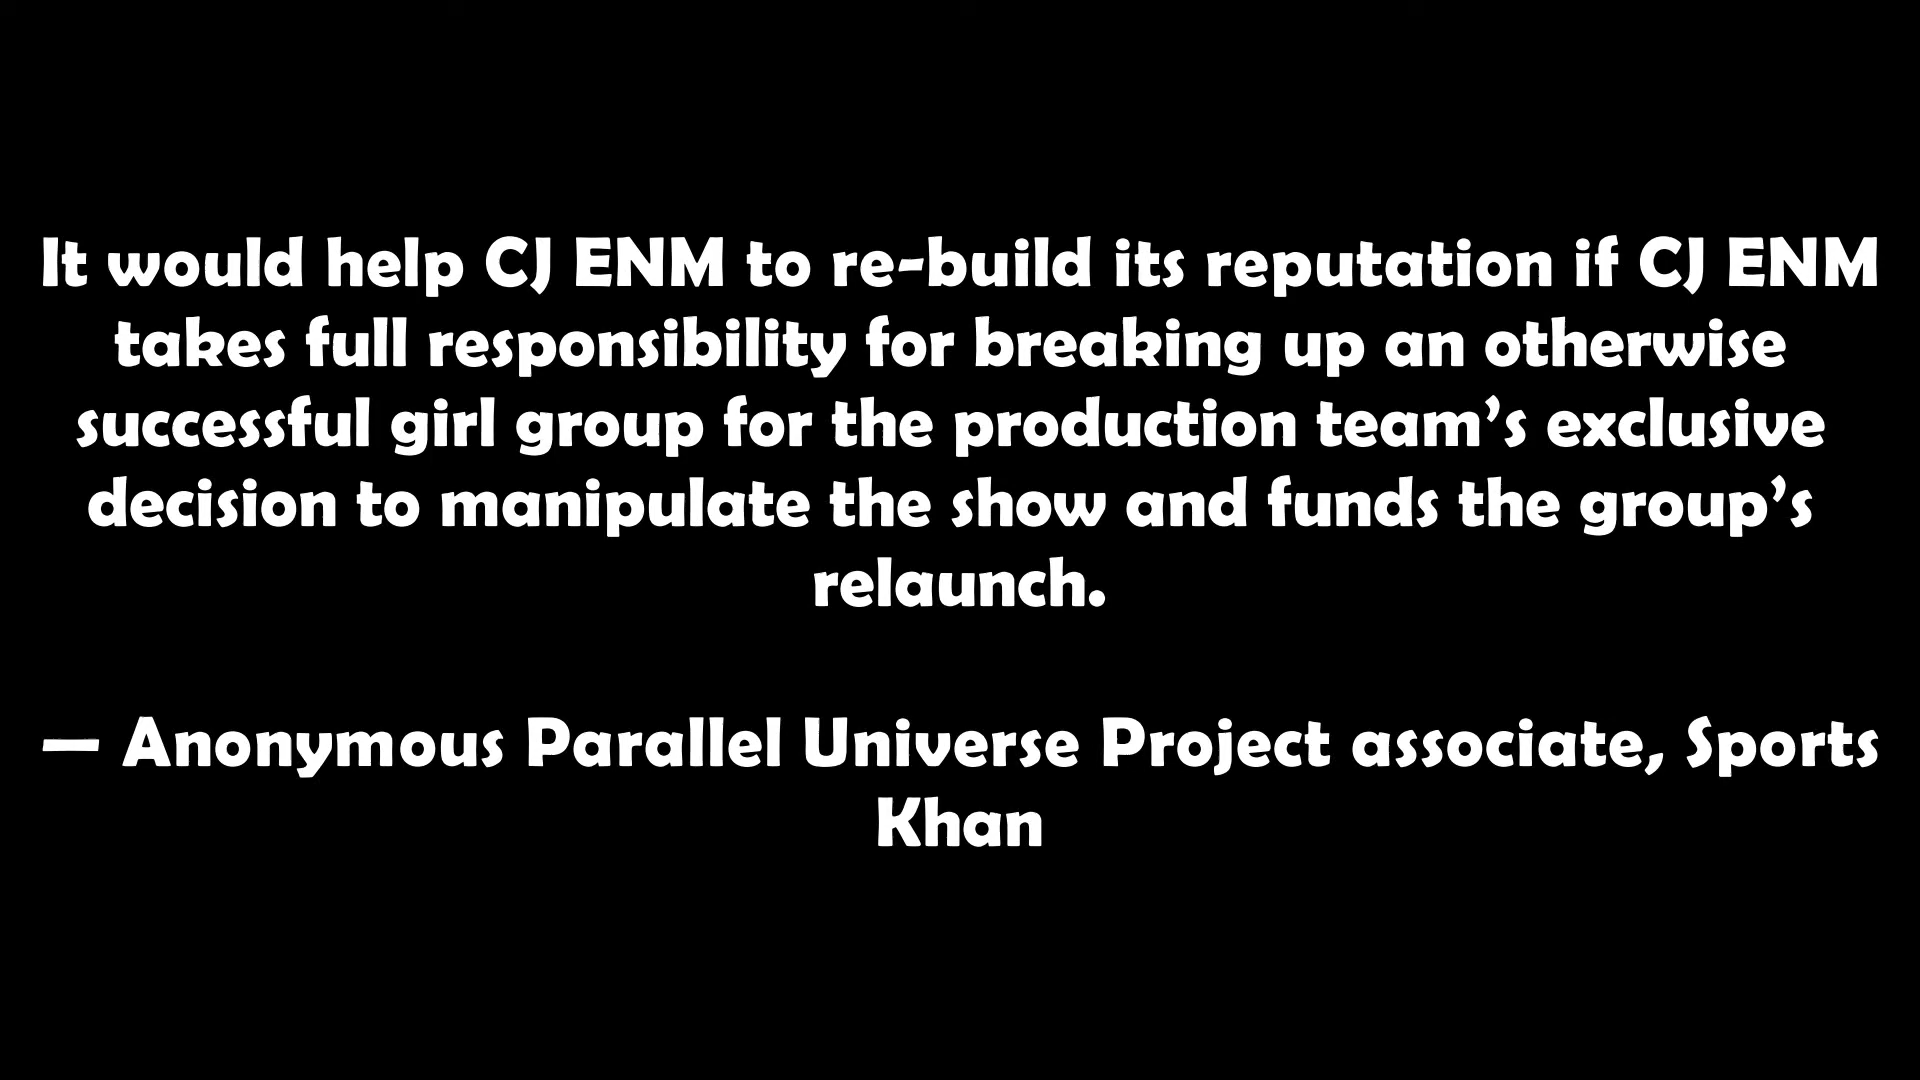 It would help CJ ENM to re-build its reputation if CJ ENM
takes full responsibility for breaking up an otherwise
successful girl group for the production team’s exclusive
decision to manipulate the show and funds the group’s
relaunch.
— Anonymous Parallel Universe Project associate, Sports
Khan